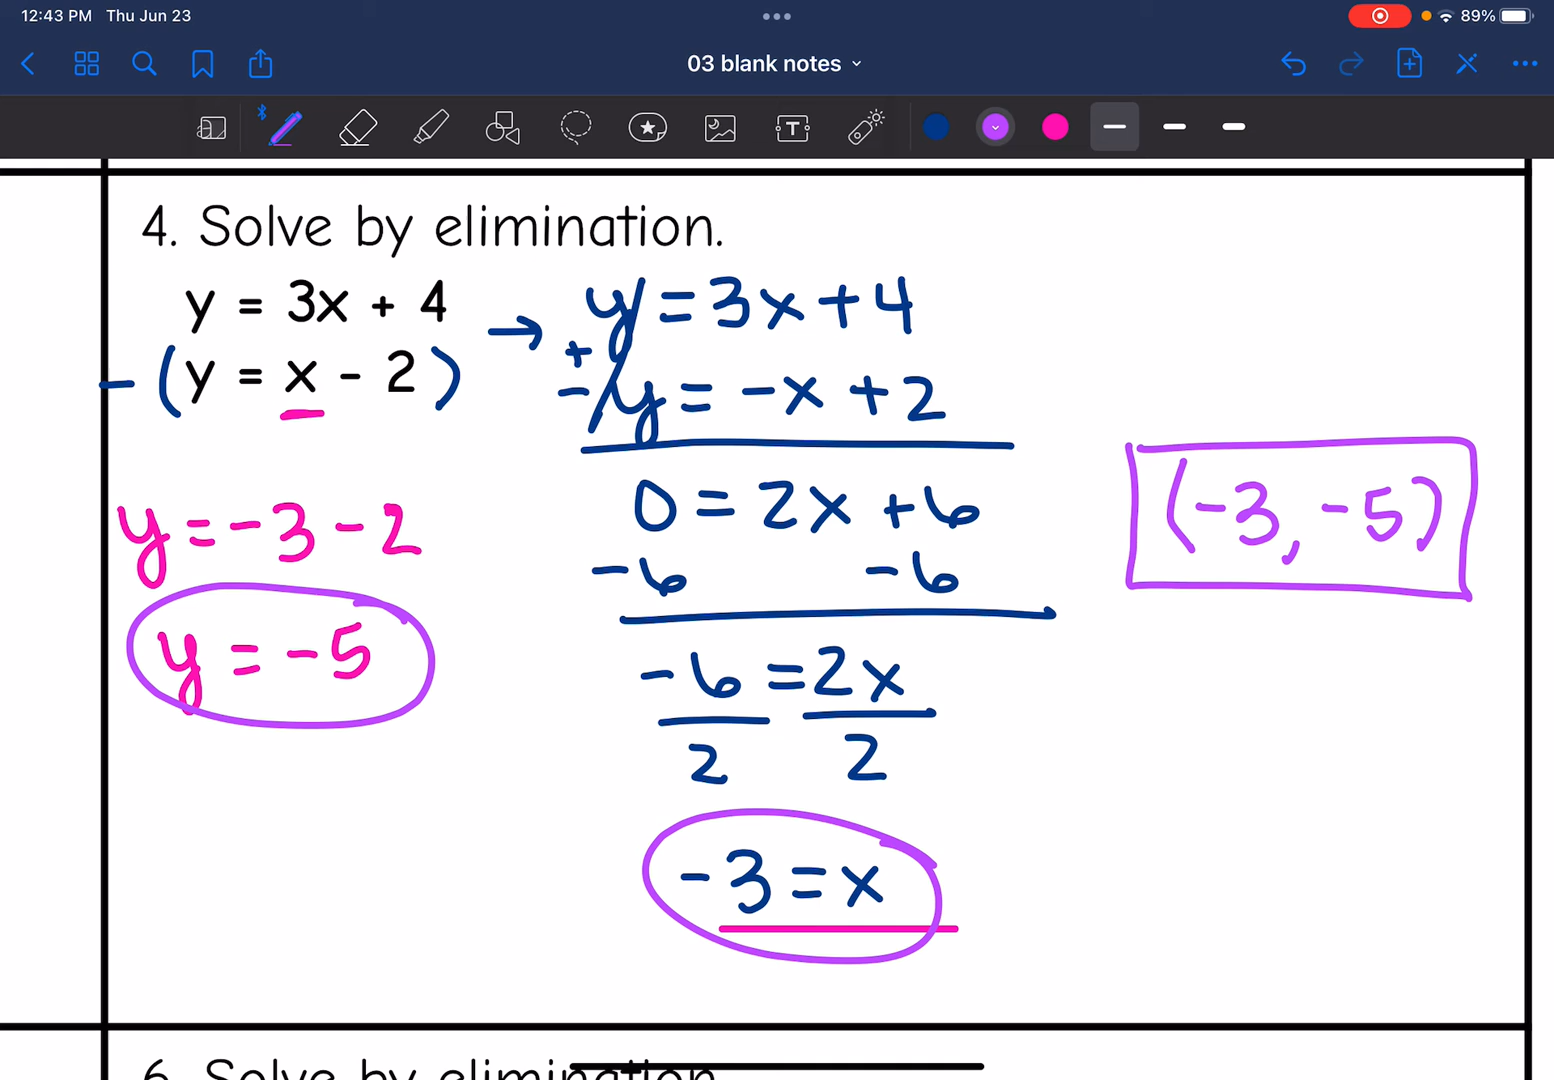 12:43 PM Thu Jun 23
89%
03 blank notes
T
4. Solve by elimination.
y = 3x + 4
- (y = x - 2)
→ y = 3x + 4
+
-y = -x + 2
0 = 2x + 6
-6 -6
-6 = 2x
2 2
-3 = x
y = -3 - 2
y = -5
(-3, -5)
6. Solve by elimination.